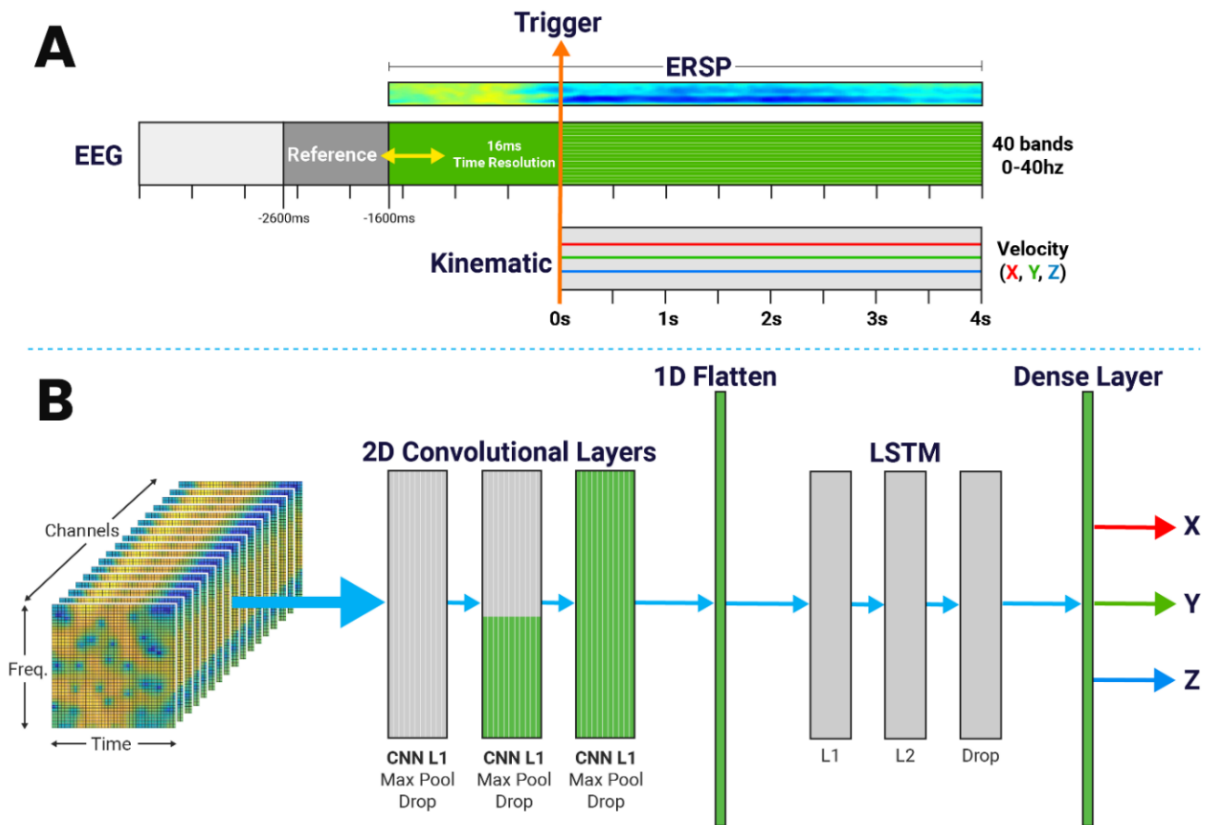 A
Trigger
ERSP
EEG
Reference
16ms
Time Resolution
40 bands
0-40hz
-2600ms
-1600ms
Kinematic
Velocity
(X, Y, Z)
0s
1s
2s
3s
4s
B
1D Flatten
Dense Layer
2D Convolutional Layers
LSTM
Channels
Freq.
Time
X
Y
Z
CNN L1
Max Pool
Drop
CNN L1
Max Pool
Drop
CNN L1
Max Pool
Drop
L1
L2
Drop